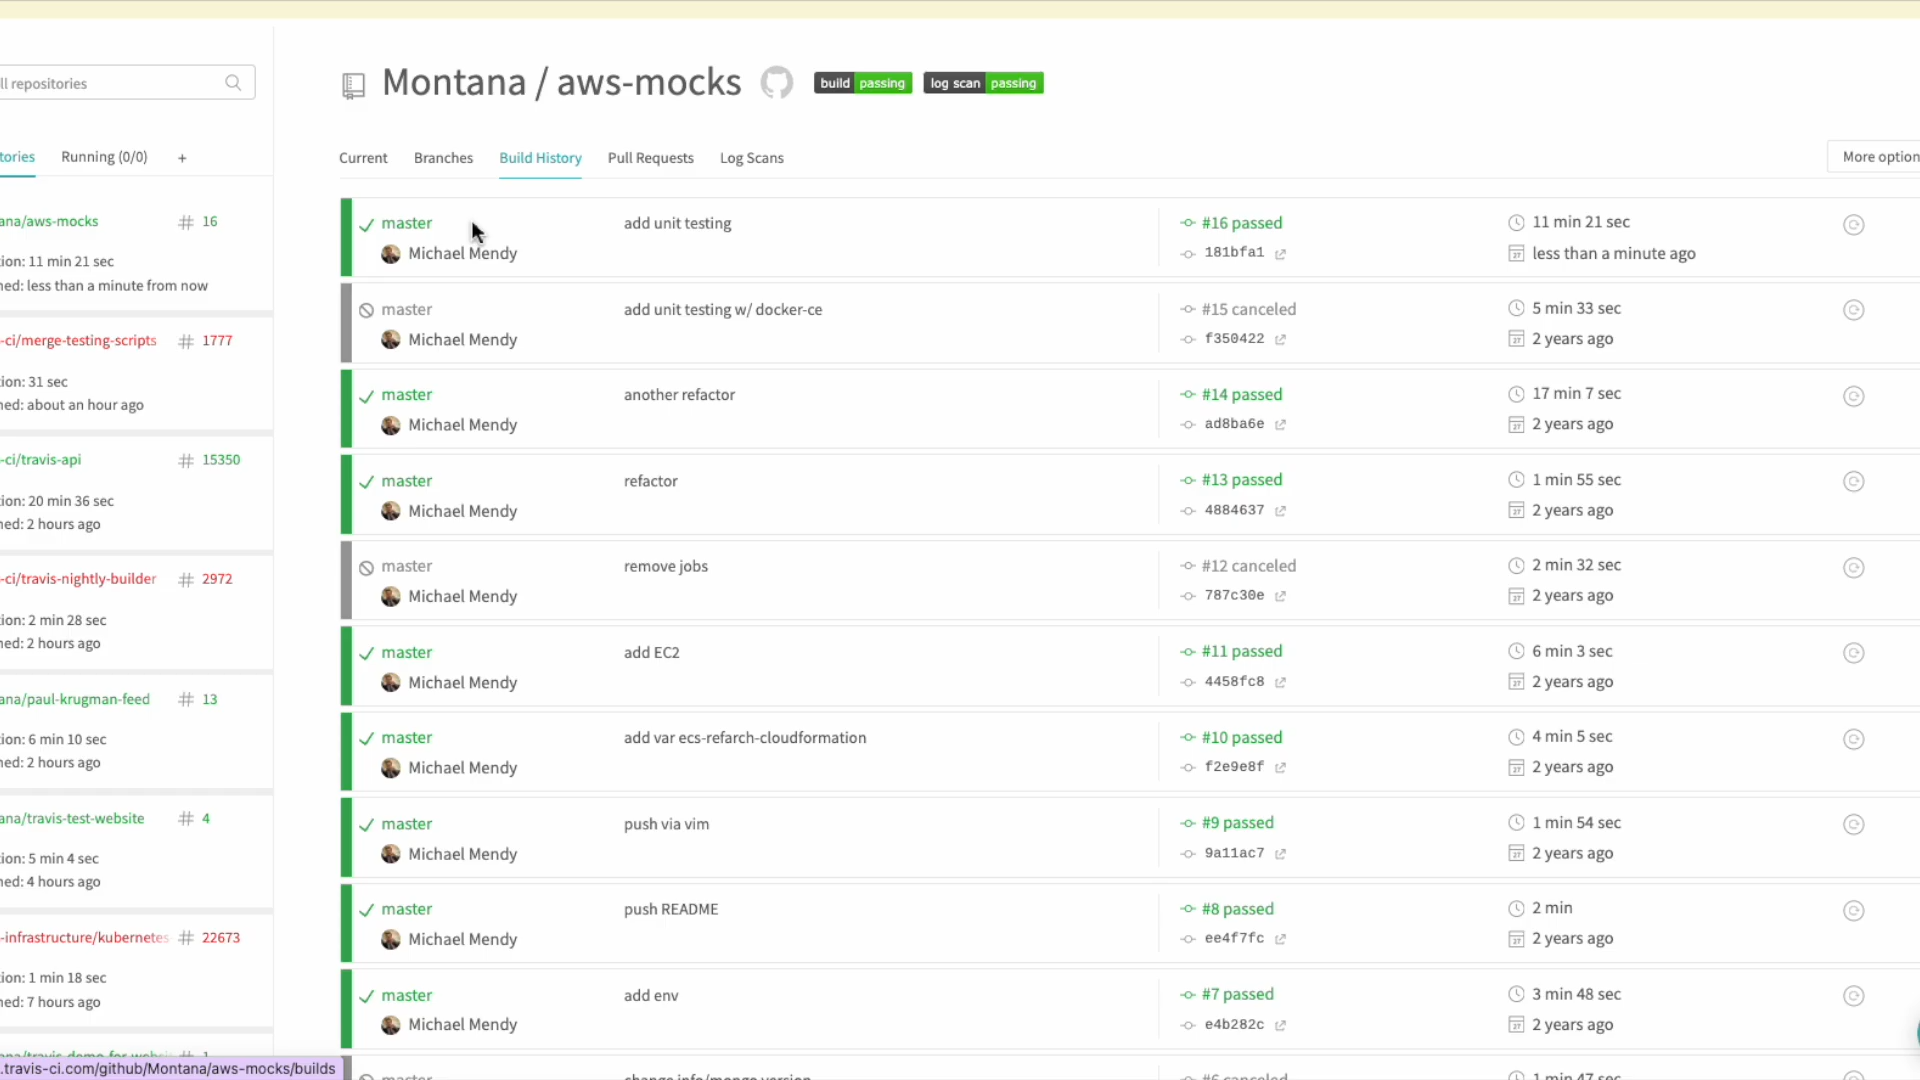 ll repositories
tories Running (0/0) +
ana/aws-mocks # 16
ion: 11 min 21 sec
ned: less than a minute from now
-ci/merge-testing-scripts # 1777
ion: 31 sec
ned: about an hour ago
-ci/travis-api # 15350
ion: 20 min 36 sec
ned: 2 hours ago
-ci/travis-nightly-builder # 2972
ion: 2 min 28 sec
ned: 2 hours ago
ana/paul-krugman-feed # 13
ion: 6 min 10 sec
ned: 2 hours ago
ana/travis-test-website # 4
ion: 5 min 4 sec
ned: 4 hours ago
-infrastructure/kubernetes- # 22673
ion: 1 min 18 sec
ned: 7 hours ago
.travis-ci.com/github/Montana/aws-mocks/builds
Montana / aws-mocks build passing log scan passing
Current Branches Build History Pull Requests Log Scans More option
master add unit testing #16 passed 11 min 21 sec
Michael Mendy 181bfa1 less than a minute ago
master add unit testing w/ docker-ce #15 canceled 5 min 33 sec
Michael Mendy f350422 2 years ago
master another refactor #14 passed 17 min 7 sec
Michael Mendy ad8ba6e 2 years ago
master refactor #13 passed 1 min 55 sec
Michael Mendy 4884637 2 years ago
master remove jobs #12 canceled 2 min 32 sec
Michael Mendy 787c30e 2 years ago
master add EC2 #11 passed 6 min 3 sec
Michael Mendy 4458fc8 2 years ago
master add var ecs-refarch-cloudformation #10 passed 4 min 5 sec
Michael Mendy f2e9e8f 2 years ago
master push via vim #9 passed 1 min 54 sec
Michael Mendy 9a11ac7 2 years ago
master push README #8 passed 2 min
Michael Mendy ee4f7fc 2 years ago
master add env #7 passed 3 min 48 sec
Michael Mendy e4b282c 2 years ago
master change info/mongo version #6 canceled 1 min 47 sec